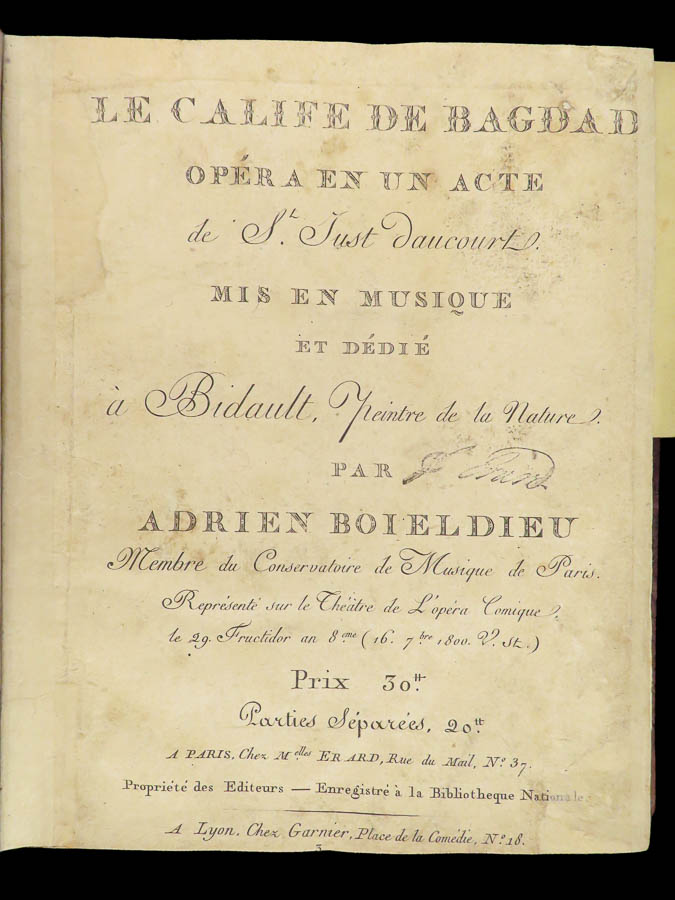 LE CALIFE DE BAGDAD
OPÉRA EN UN ACTE
de St. Just Daucourt.
MIS EN MUSIQUE
ET DÉDIÉ
à Bidault, Peintre de la Nature.
PAR
ADRIEN BOIELDIEU
Membre du Conservatoire de Musique de Paris.
Représenté sur le Théâtre de L'opéra Comique,
le 29. Fructidor an 8.eme (16. 7.bre 1800. V. St.)
Prix 30.tt
Parties Séparées, 20.tt
A PARIS, Chez M.elles ERARD, Rue du Mail, N.o 37.
Propriété des Editeurs — Enregistré à la Bibliotheque Nationale.
A Lyon, Chez Garnier, Place de la Comédie, N.o 18.
3